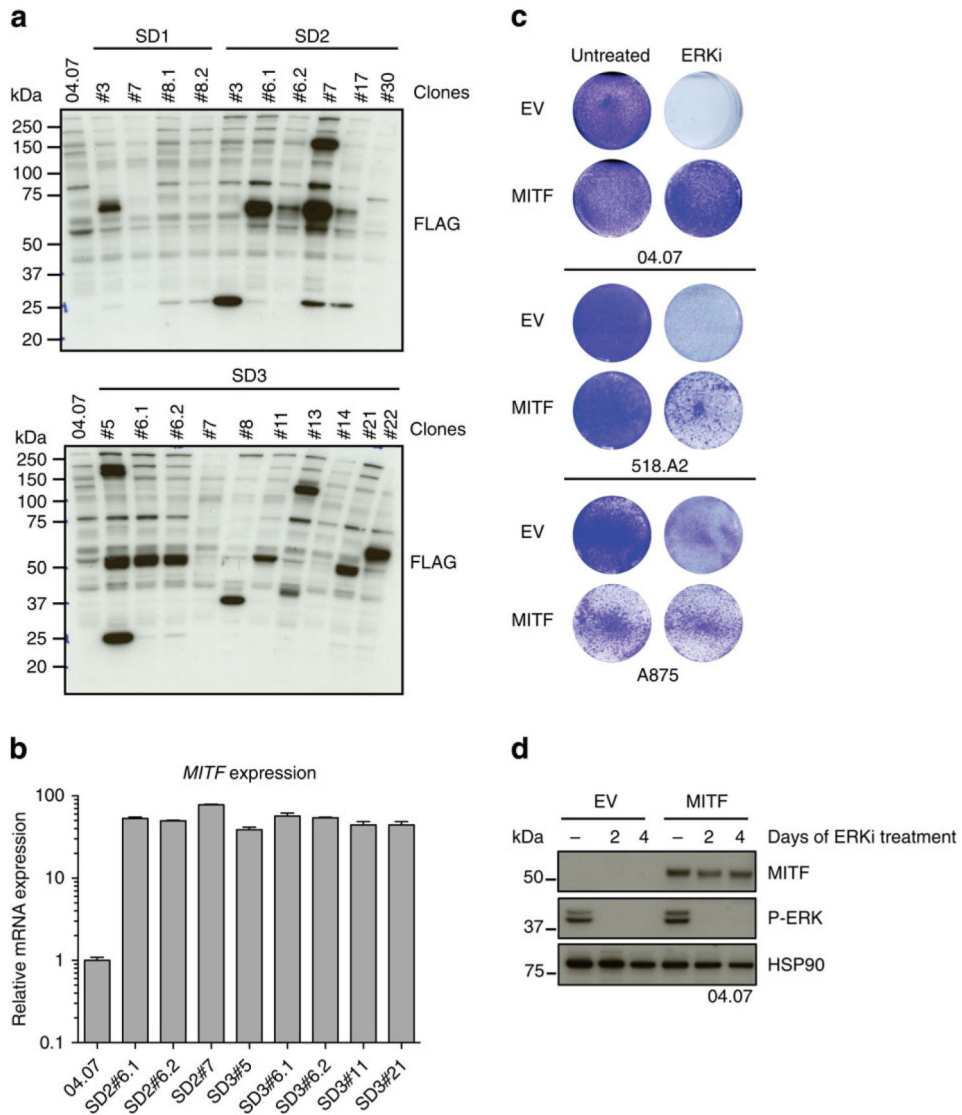 a
SD1 SD2
04.07 #3 #7 #8.1 #8.2 #3 #6.1 #6.2 #7 #17 #30 Clones
kDa
250
150
100
75
50
37
25
20
FLAG
SD3
04.07 #5 #6.1 #6.2 #7 #8 #11 #13 #14 #21 #22 Clones
kDa
250
150
100
75
50
37
25
20
FLAG
b
MITF expression
Relative mRNA expression
100
10
1
0.1
04.07 SD2#6.1 SD2#6.2 SD2#7 SD3#5 SD3#6.1 SD3#6.2 SD3#11 SD3#21
c
Untreated ERKi
EV
MITF
04.07
EV
MITF
518.A2
EV
MITF
A875
d
EV MITF
kDa – 2 4 – 2 4 Days of ERKi treatment
50 MITF
37 P-ERK
75 HSP90
04.07